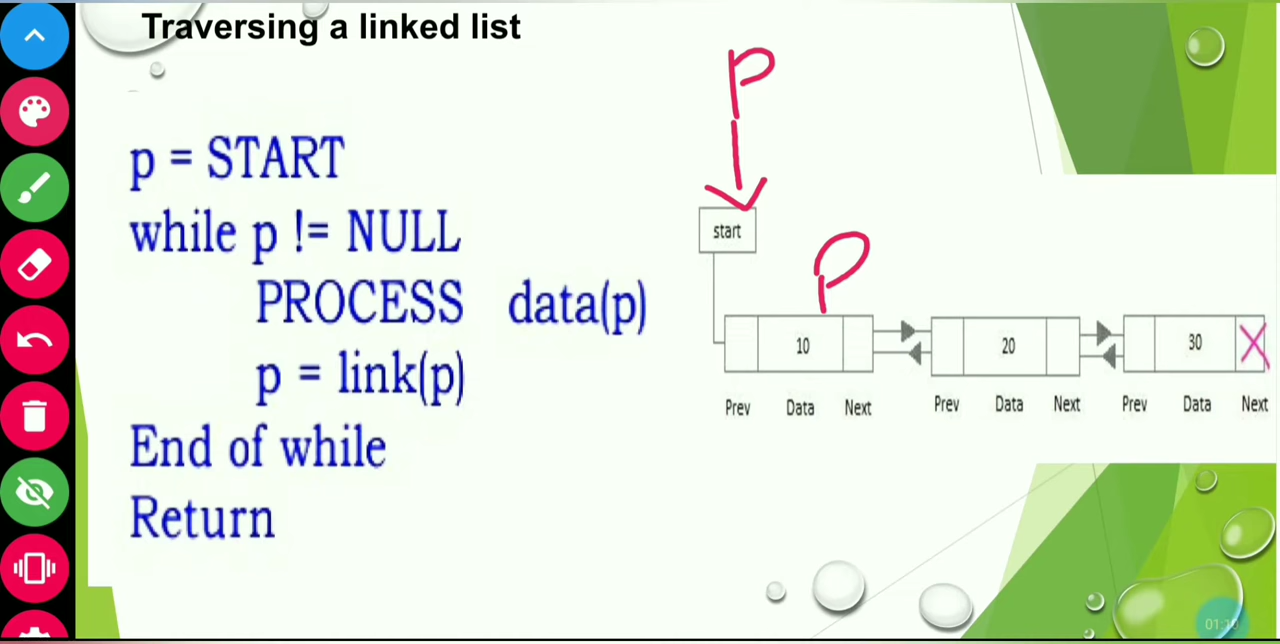 Traversing a linked list
p = START
while p != NULL
PROCESS data(p)
p = link(p)
End of while
Return
P
start
P
10 20 30 X
Prev Data Next Prev Data Next Prev Data Next